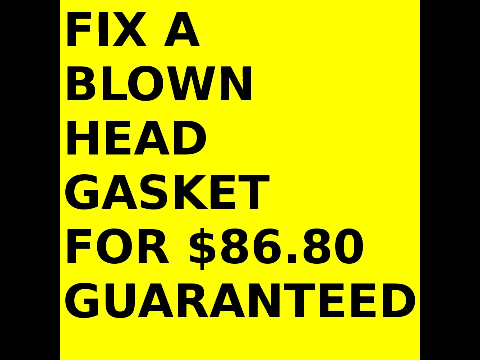 FIX A
BLOWN
HEAD
GASKET
FOR $86.80
GUARANTEED